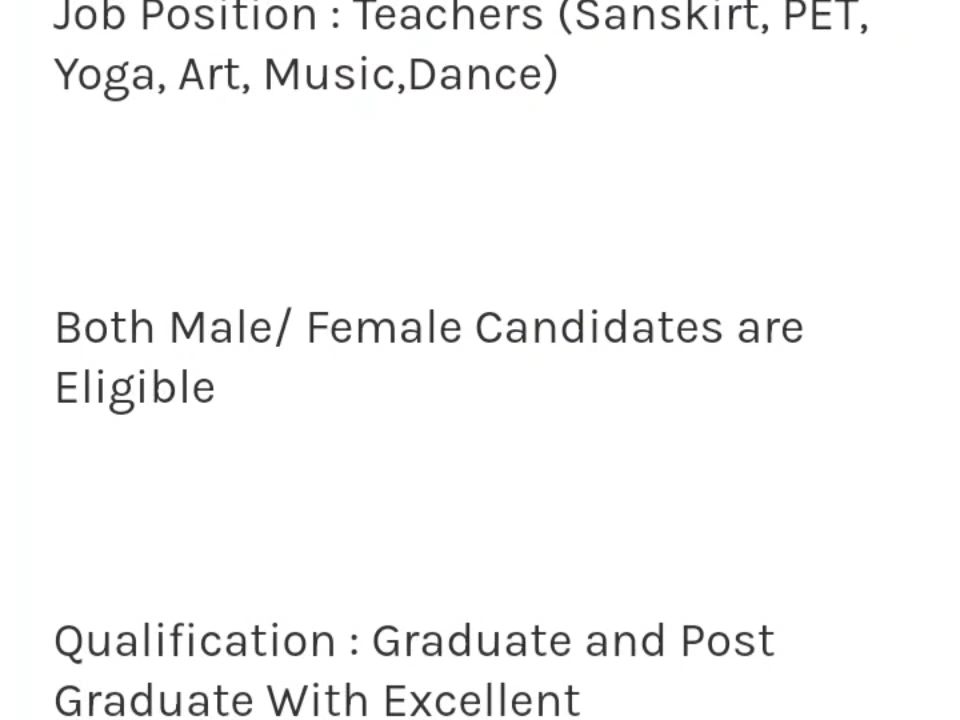 Job Position : Teachers (Sanskirt, PET,
Yoga, Art, Music,Dance)
Both Male/ Female Candidates are
Eligible
Qualification : Graduate and Post
Graduate With Excellent